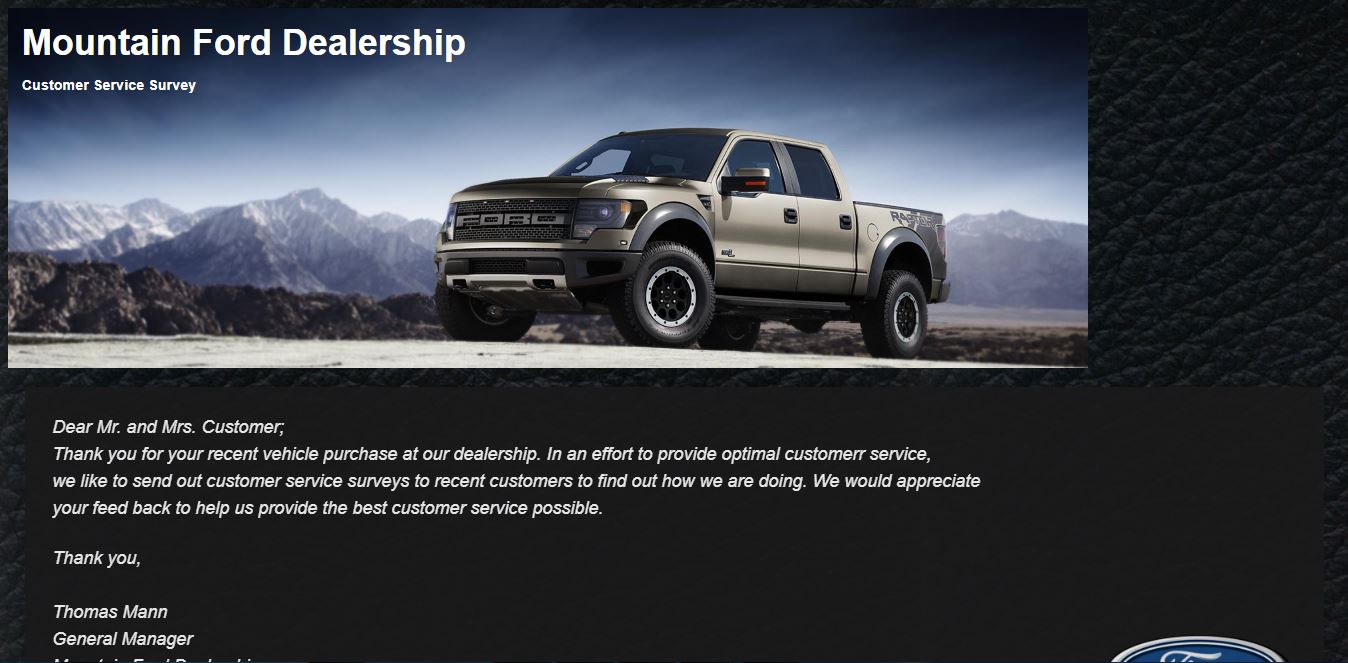 Mountain Ford Dealership
Customer Service Survey
FORD
RAPTOR
Dear Mr. and Mrs. Customer;
Thank you for your recent vehicle purchase at our dealership. In an effort to provide optimal customerr service,
we like to send out customer service surveys to recent customers to find out how we are doing. We would appreciate
your feed back to help us provide the best customer service possible.
Thank you,
Thomas Mann
General Manager